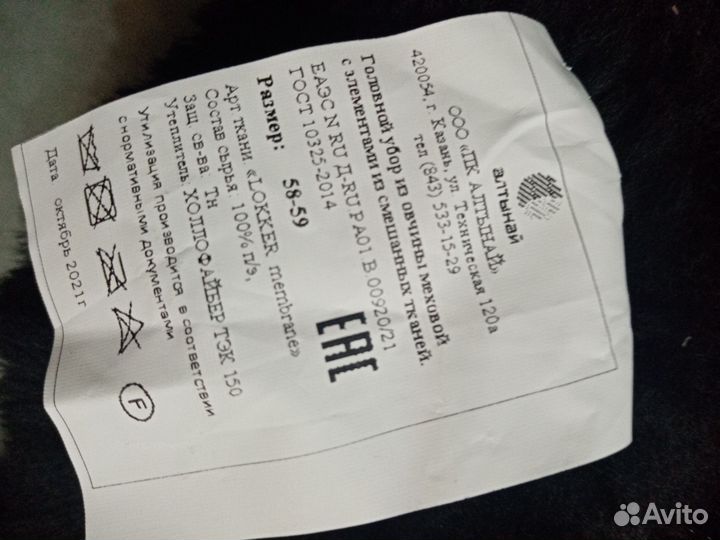 алтынай
ООО «ПК АЛТЫНАЙ»
420054, г. Казань, ул. Техническая 120а
тел (843) 533-15-29
Головной убор из овчины меховой
с элементами из смешанных тканей.
ЕАЭС N RU Д-RU.РА01.В.00920/21
ГОСТ 10325-2014
EAC
Размер: 58-59
Арт ткани «LOKKER membrane»
Состав сырья: 100% п/э,
Защ. св-ва. Тн
Утеплитель ХОЛЛОФАЙБЕР ТЭК 150
Утилизация производится в соответствии
с нормативными документами
F
Дата октябрь 2021г
Avito